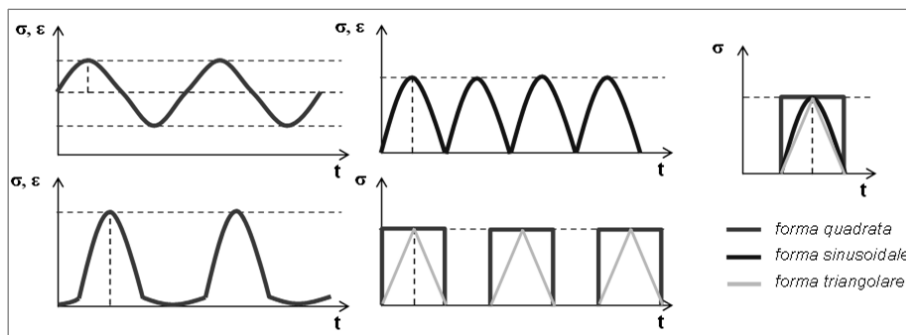 σ, ε
t
σ, ε
t
σ
t
σ, ε
t
σ
t
forma quadrata
forma sinusoidale
forma triangolare